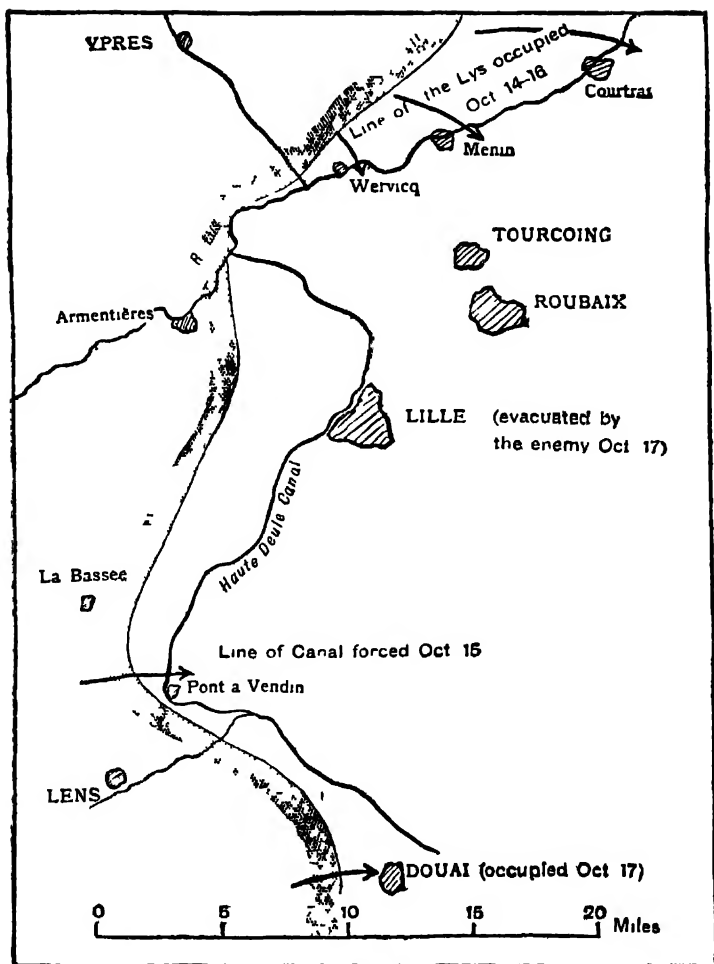 YPRES
Line of the Lys occupied
Oct 14-16
Courtrai
Menin
Wervicq
TOURCOING
ROUBAIX
R
Armentières
LILLE (evacuated by
the enemy Oct 17)
Haute Deule Canal
La Bassee
Line of Canal forced Oct 15
Pont a Vendin
LENS
DOUAI (occupied Oct 17)
0 5 10 15 20 Miles